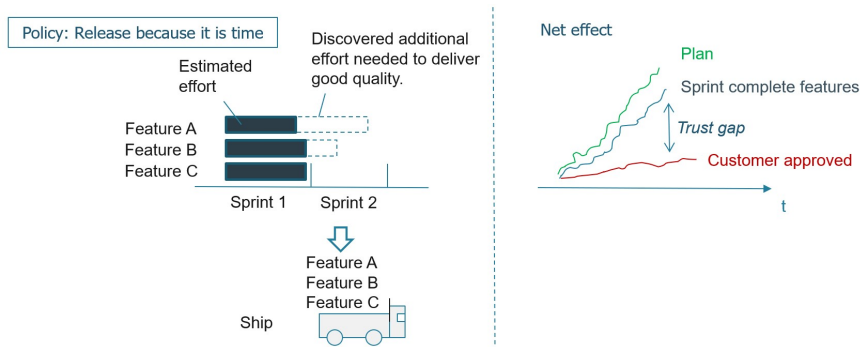 Policy: Release because it is time
Estimated
effort
Discovered additional
effort needed to deliver
good quality.
Feature A
Feature B
Feature C
Sprint 1
Sprint 2
Feature A
Feature B
Feature C
Ship
Net effect
Plan
Sprint complete features
Trust gap
Customer approved
t